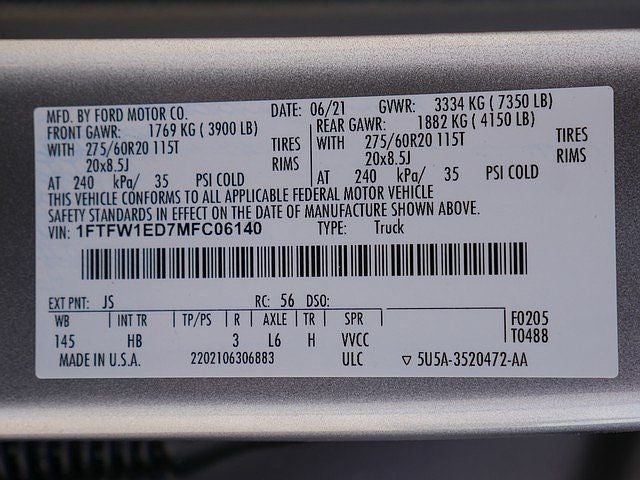 MFD. BY FORD MOTOR CO. DATE: 06/21 GVWR: 3334 KG ( 7350 LB)
FRONT GAWR: 1769 KG ( 3900 LB) REAR GAWR: 1882 KG ( 4150 LB)
WITH 275/60R20 115T TIRES WITH 275/60R20 115T TIRES
20x8.5J RIMS 20x8.5J RIMS
AT 240 kPa/ 35 PSI COLD AT 240 kPa/ 35 PSI COLD
THIS VEHICLE CONFORMS TO ALL APPLICABLE FEDERAL MOTOR VEHICLE
SAFETY STANDARDS IN EFFECT ON THE DATE OF MANUFACTURE SHOWN ABOVE.
VIN: 1FTFW1ED7MFC06140 TYPE: Truck
EXT PNT: JS RC: 56 DSO:
WB INT TR TP/PS R AXLE TR SPR F0205
145 HB 3 L6 H VVCC T0488
MADE IN U.S.A. 2202106306883 ULC ▽ 5U5A-3520472-AA